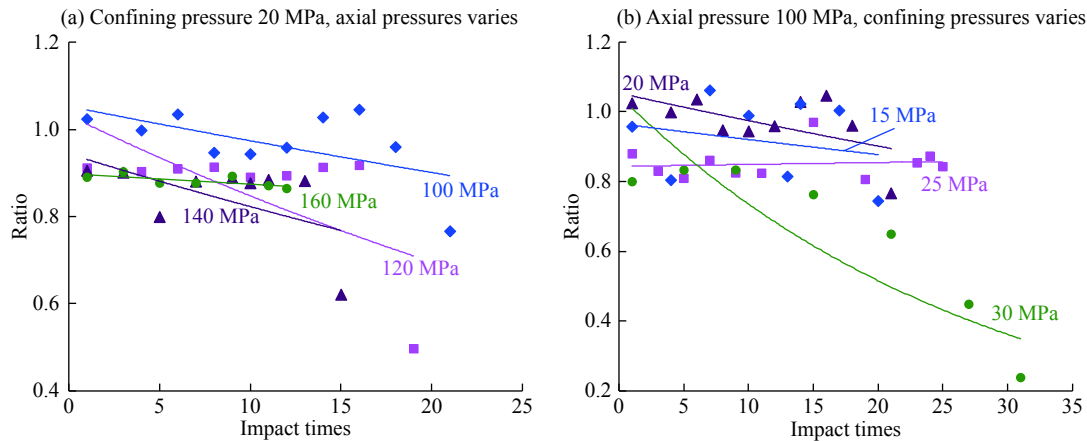 (a) Confining pressure 20 MPa, axial pressures varies
1.2
1.0
0.8
0.6
0.4
Ratio
0
5
10
15
20
25
Impact times
100 MPa
160 MPa
140 MPa
120 MPa
(b) Axial pressure 100 MPa, confining pressures varies
1.2
1.0
0.8
0.6
0.4
0.2
Ratio
0
5
10
15
20
25
30
35
Impact times
20 MPa
15 MPa
25 MPa
30 MPa